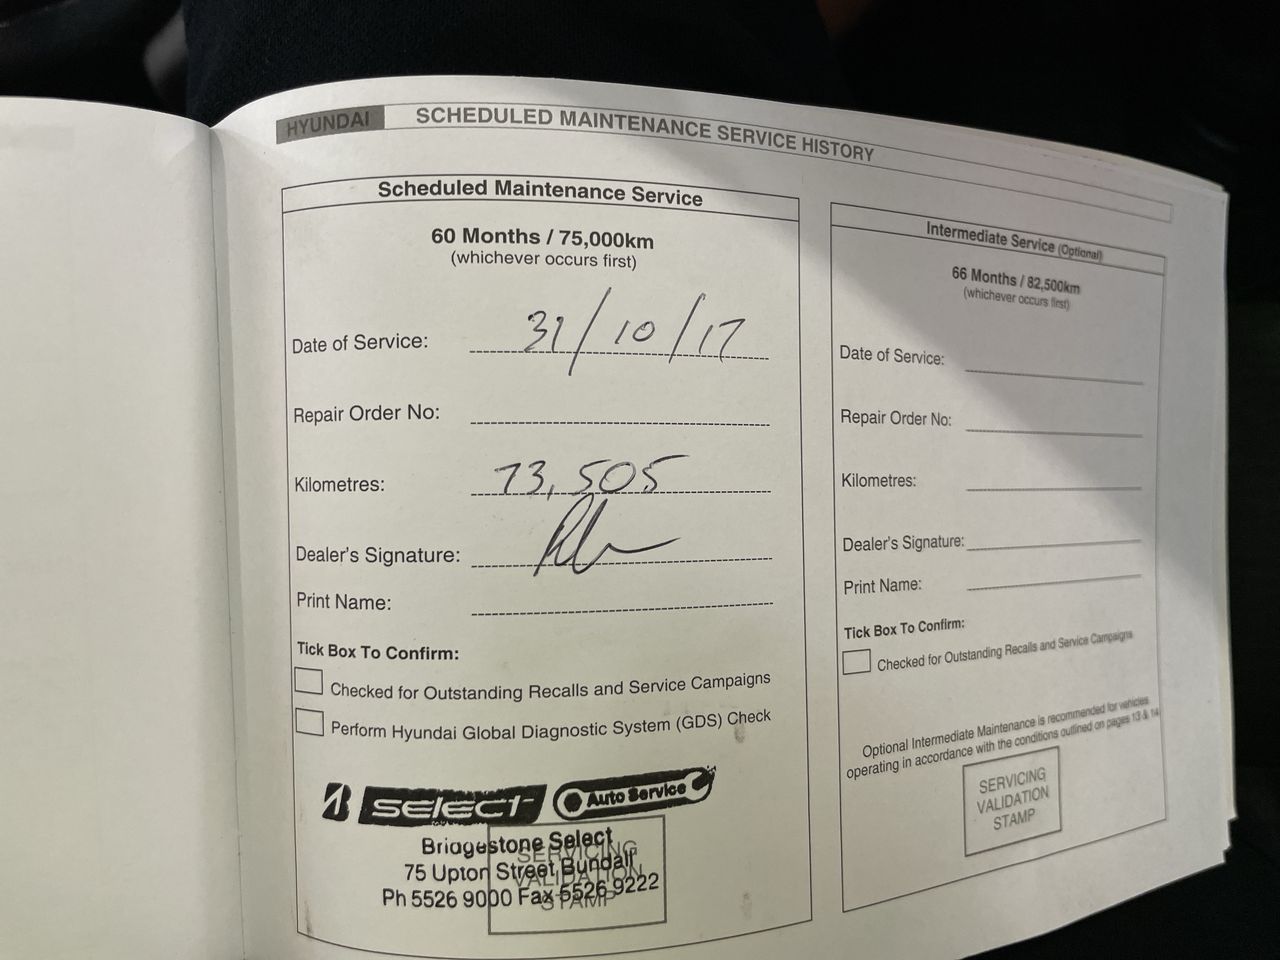 HYUNDAI SCHEDULED MAINTENANCE SERVICE HISTORY
Scheduled Maintenance Service
60 Months / 75,000km
(whichever occurs first)
Date of Service: 31/10/17
Repair Order No:
Kilometres: 73,505
Dealer's Signature:
Print Name:
Tick Box To Confirm:
Checked for Outstanding Recalls and Service Campaigns
Perform Hyundai Global Diagnostic System (GDS) Check
SELECT Auto Service
Bridgestone Select
75 Upton Street Bundall
Ph 5526 9000 Fax 5526 9222
SERVICING
VALIDATION
STAMP
Intermediate Service (Optional)
66 Months / 82,500km
(whichever occurs first)
Date of Service:
Repair Order No:
Kilometres:
Dealer's Signature:
Print Name:
Tick Box To Confirm:
Checked for Outstanding Recalls and Service Campaigns
Optional Intermediate Maintenance is recommended for vehicles
operating in accordance with the conditions outlined on pages 13 & 14
SERVICING
VALIDATION
STAMP